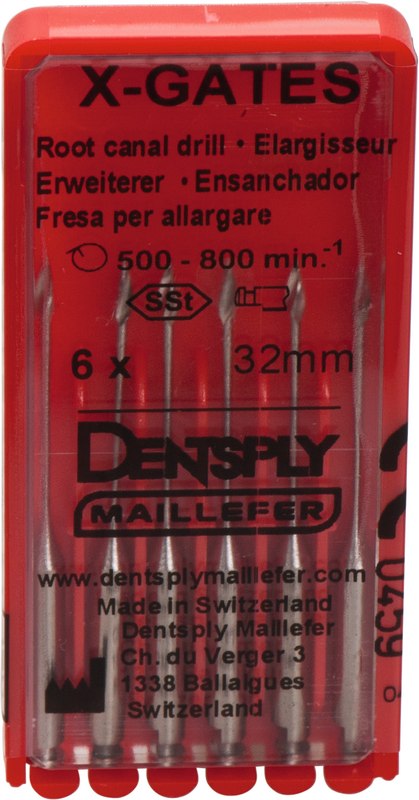 X-GATES
Root canal drill • Elargisseur
Erweiterer • Ensanchador
Fresa per allargare
500 - 800 min.⁻¹
SSt
6 x 32mm
DENTSPLY
MAILLEFER
www.dentsplymaillefer.com
Made in Switzerland
Dentsply Maillefer
Ch. du Verger 3
1338 Ballaigues
Switzerland
0459